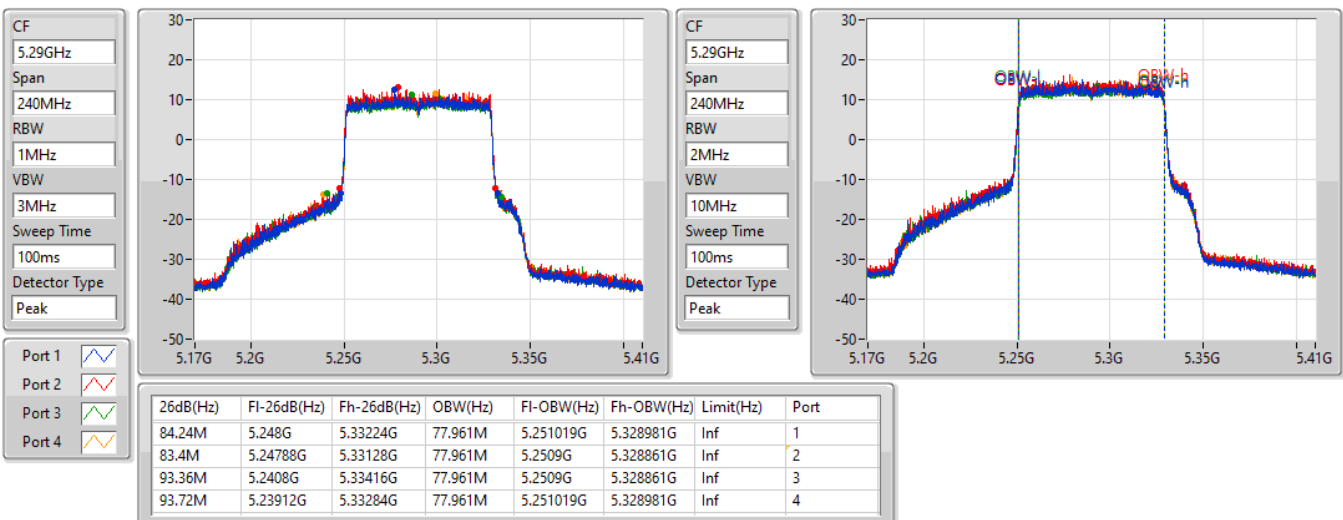 CF
5.29GHz
Span
240MHz
RBW
1MHz
VBW
3MHz
Sweep Time
100ms
Detector Type
Peak
30
20
10
0
-10
-20
-30
-40
-50
5.17G 5.2G 5.25G 5.3G 5.35G 5.41G
CF
5.29GHz
Span
240MHz
RBW
2MHz
VBW
10MHz
Sweep Time
100ms
Detector Type
Peak
30
20
10
0
-10
-20
-30
-40
-50
OBW-l OBW-h
5.17G 5.2G 5.25G 5.3G 5.35G 5.41G
Port 1
Port 2
Port 3
Port 4
26dB(Hz) Fl-26dB(Hz) Fh-26dB(Hz) OBW(Hz) Fl-OBW(Hz) Fh-OBW(Hz) Limit(Hz) Port
84.24M 5.248G 5.33224G 77.961M 5.251019G 5.328981G Inf 1
83.4M 5.24788G 5.33128G 77.961M 5.2509G 5.328861G Inf 2
93.36M 5.2408G 5.33416G 77.961M 5.2509G 5.328861G Inf 3
93.72M 5.23912G 5.33284G 77.961M 5.251019G 5.328981G Inf 4